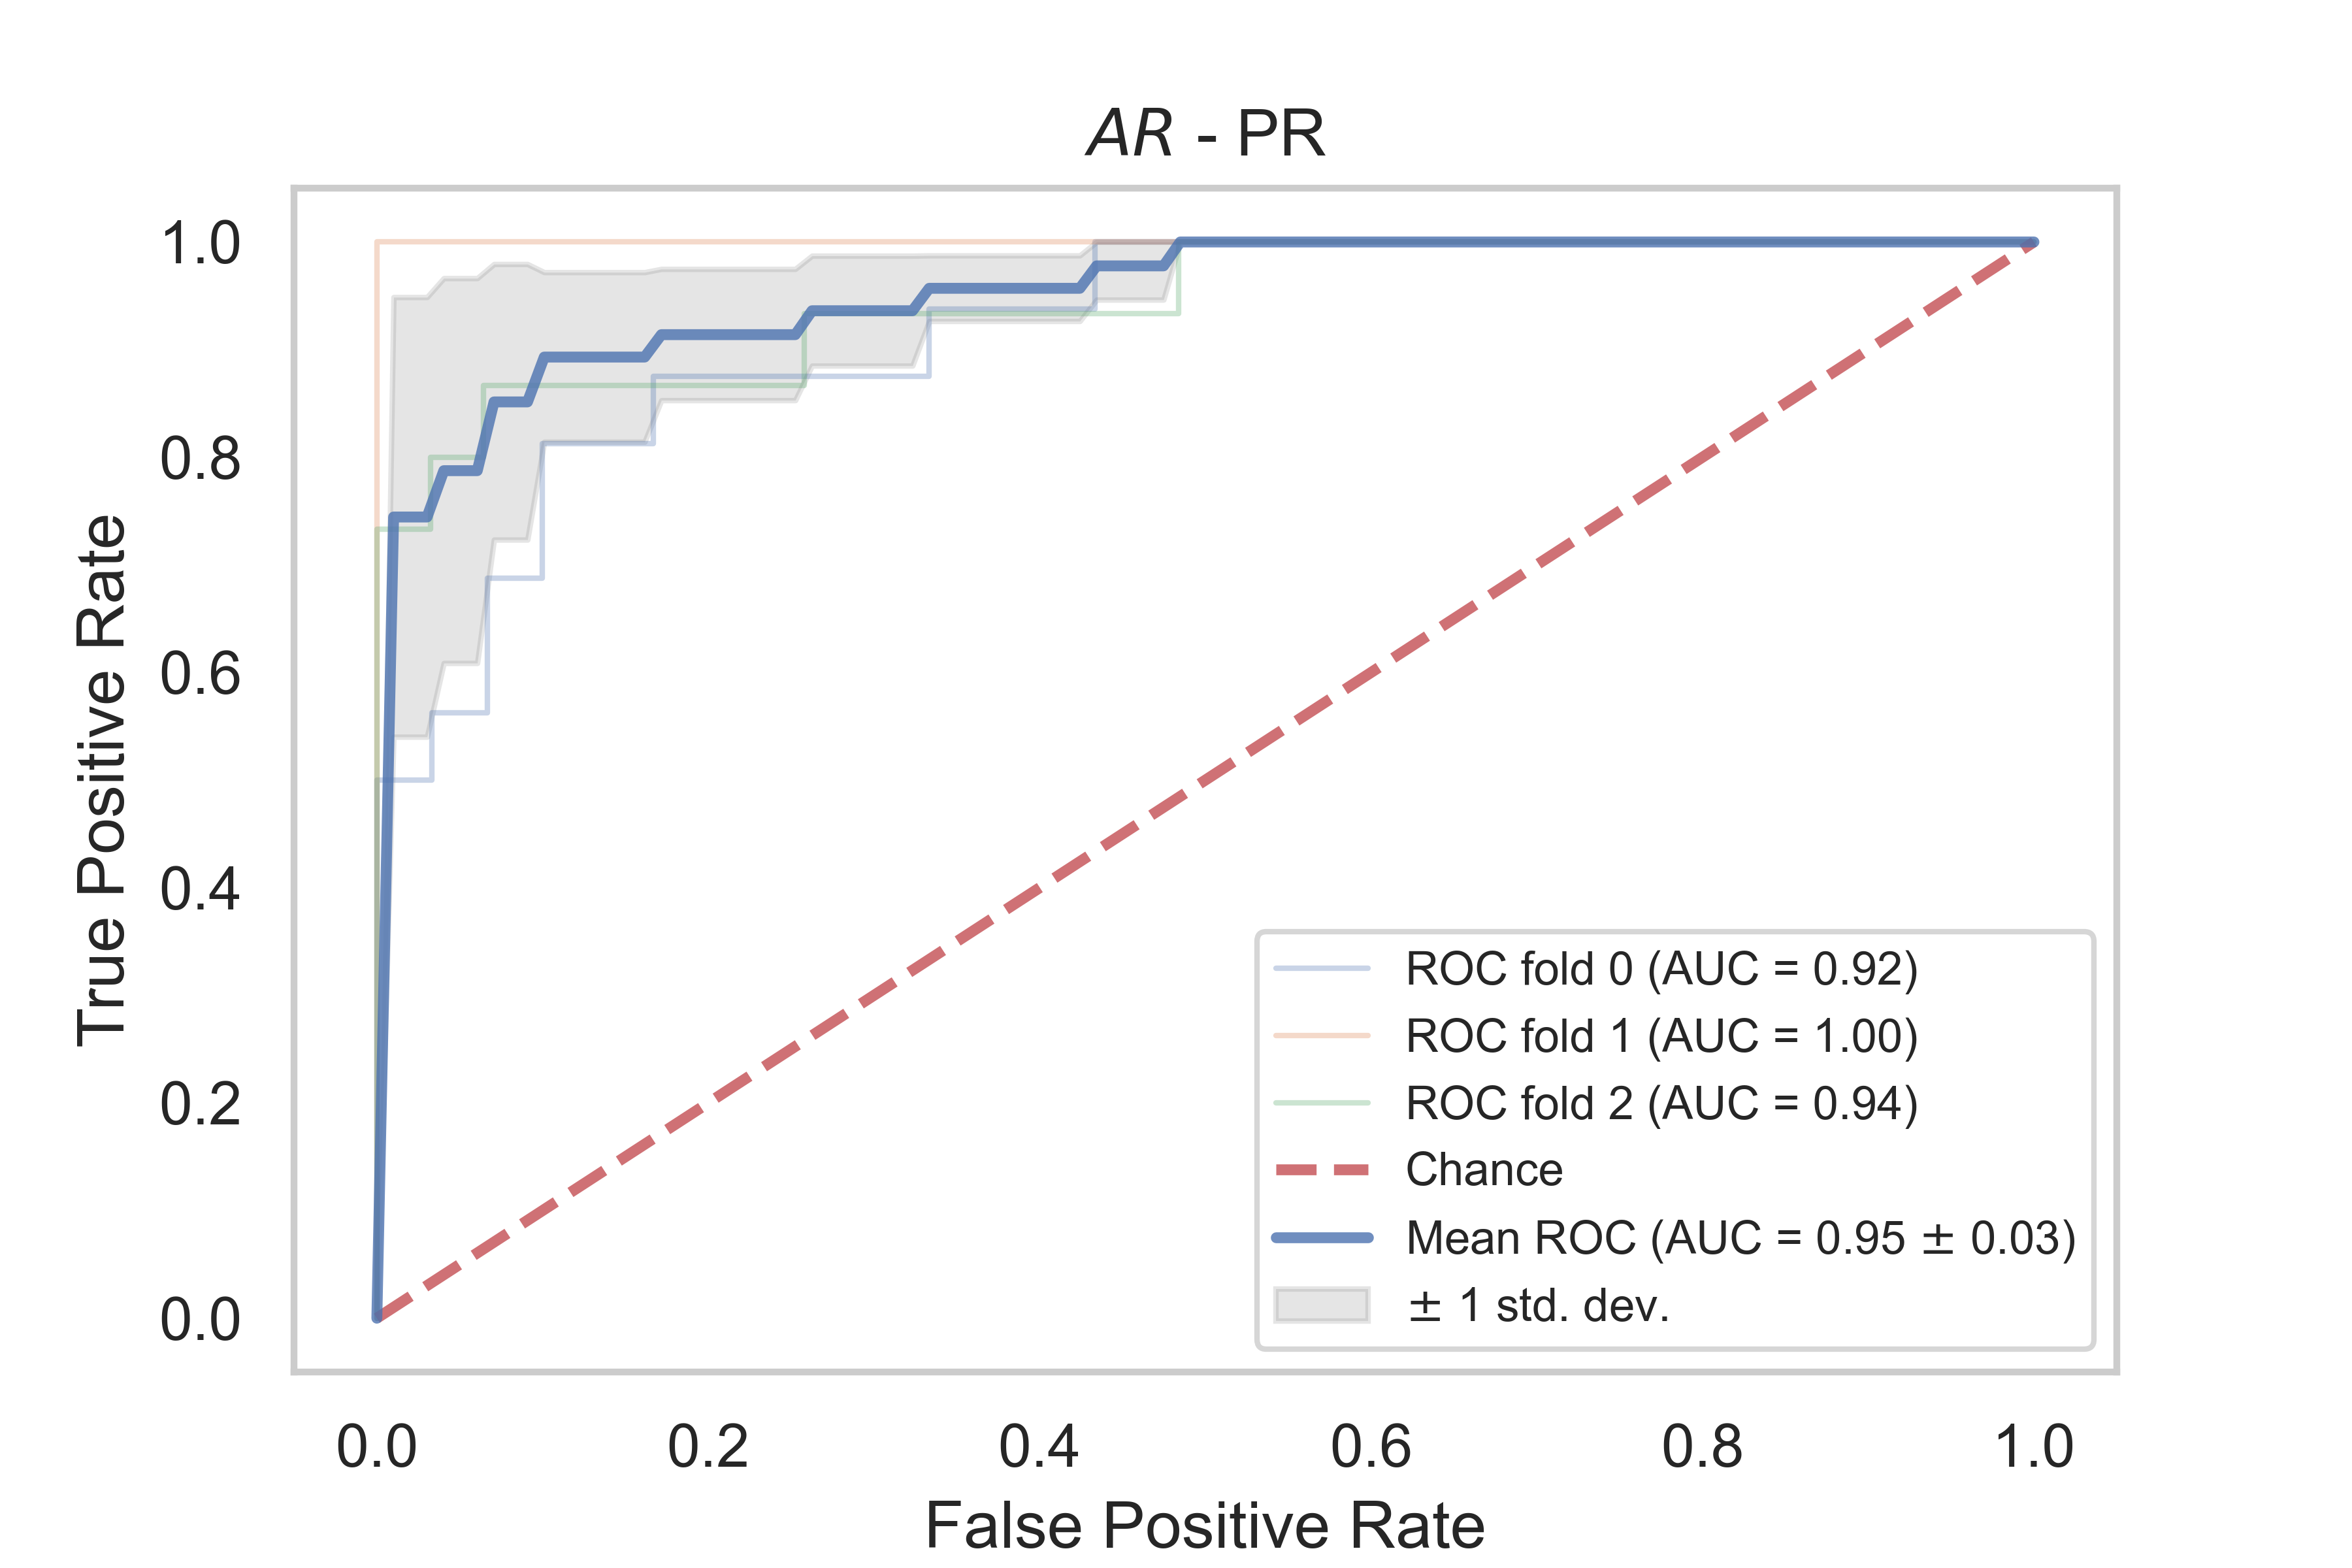 AR - PR
True Positive Rate
1.0
0.8
0.6
0.4
0.2
0.0
ROC fold 0 (AUC = 0.92)
ROC fold 1 (AUC = 1.00)
ROC fold 2 (AUC = 0.94)
Chance
Mean ROC (AUC = 0.95 ± 0.03)
± 1 std. dev.
0.0 0.2 0.4 0.6 0.8 1.0
False Positive Rate